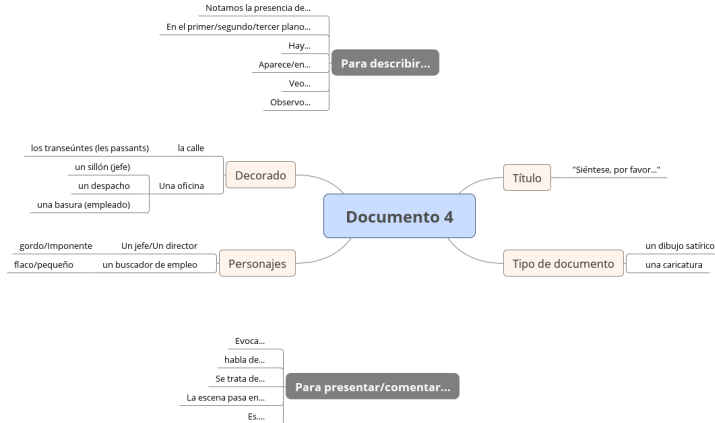 Notamos la presencia de...
En el primer/segundo/tercer plano...
Hay...
Aparece/en...
Veo...
Observo...
Para describir...
los transeúntes (les passants)
la calle
un sillón (jefe)
un despacho
una basura (empleado)
Una oficina
Decorado
Título
"Siéntese, por favor..."
Documento 4
gordo/Imponente
Un jefe/Un director
flaco/pequeño
un buscador de empleo
Personajes
Tipo de documento
un dibujo satírico
una caricatura
Evoca...
habla de...
Se trata de...
La escena pasa en...
Es....
Para presentar/comentar...